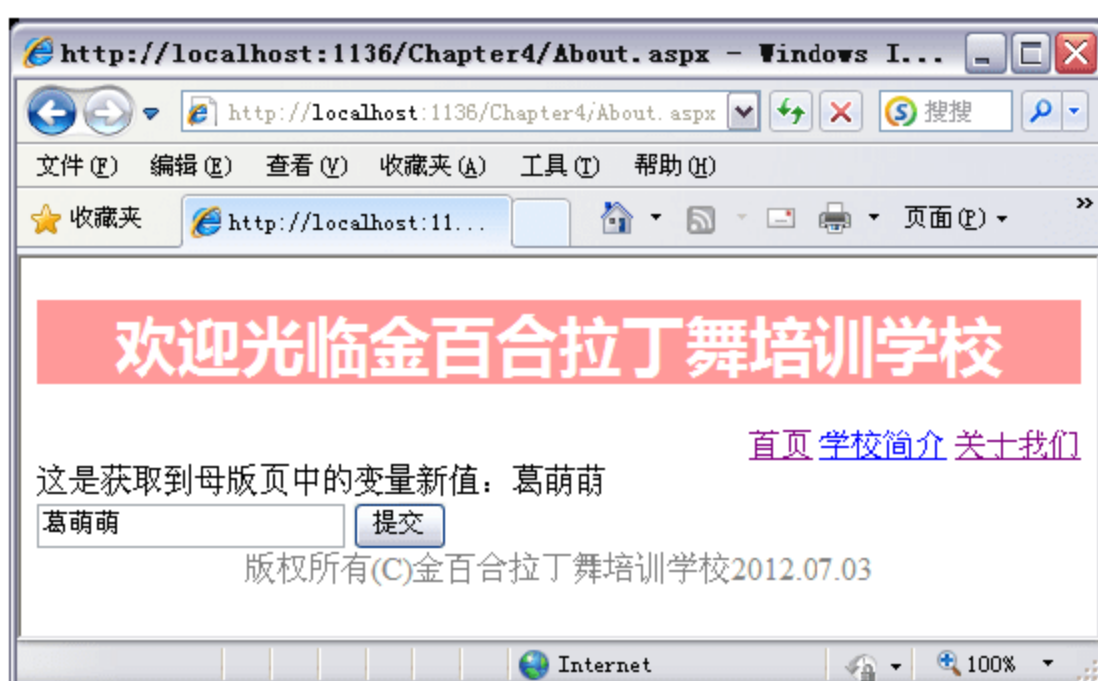 http://localhost:1136/Chapter4/About.aspx - Windows I...
http://localhost:1136/Chapter4/About.aspx 搜搜
文件(F) 编辑(E) 查看(V) 收藏夹(A) 工具(T) 帮助(H)
收藏夹 http://localhost:11... 页面(P) »
欢迎光临金百合拉丁舞培训学校
首页 学校简介 关于我们
这是获取到母版页中的变量新值：葛萌萌
葛萌萌 提交
版权所有(C)金百合拉丁舞培训学校2012.07.03
Internet 100%